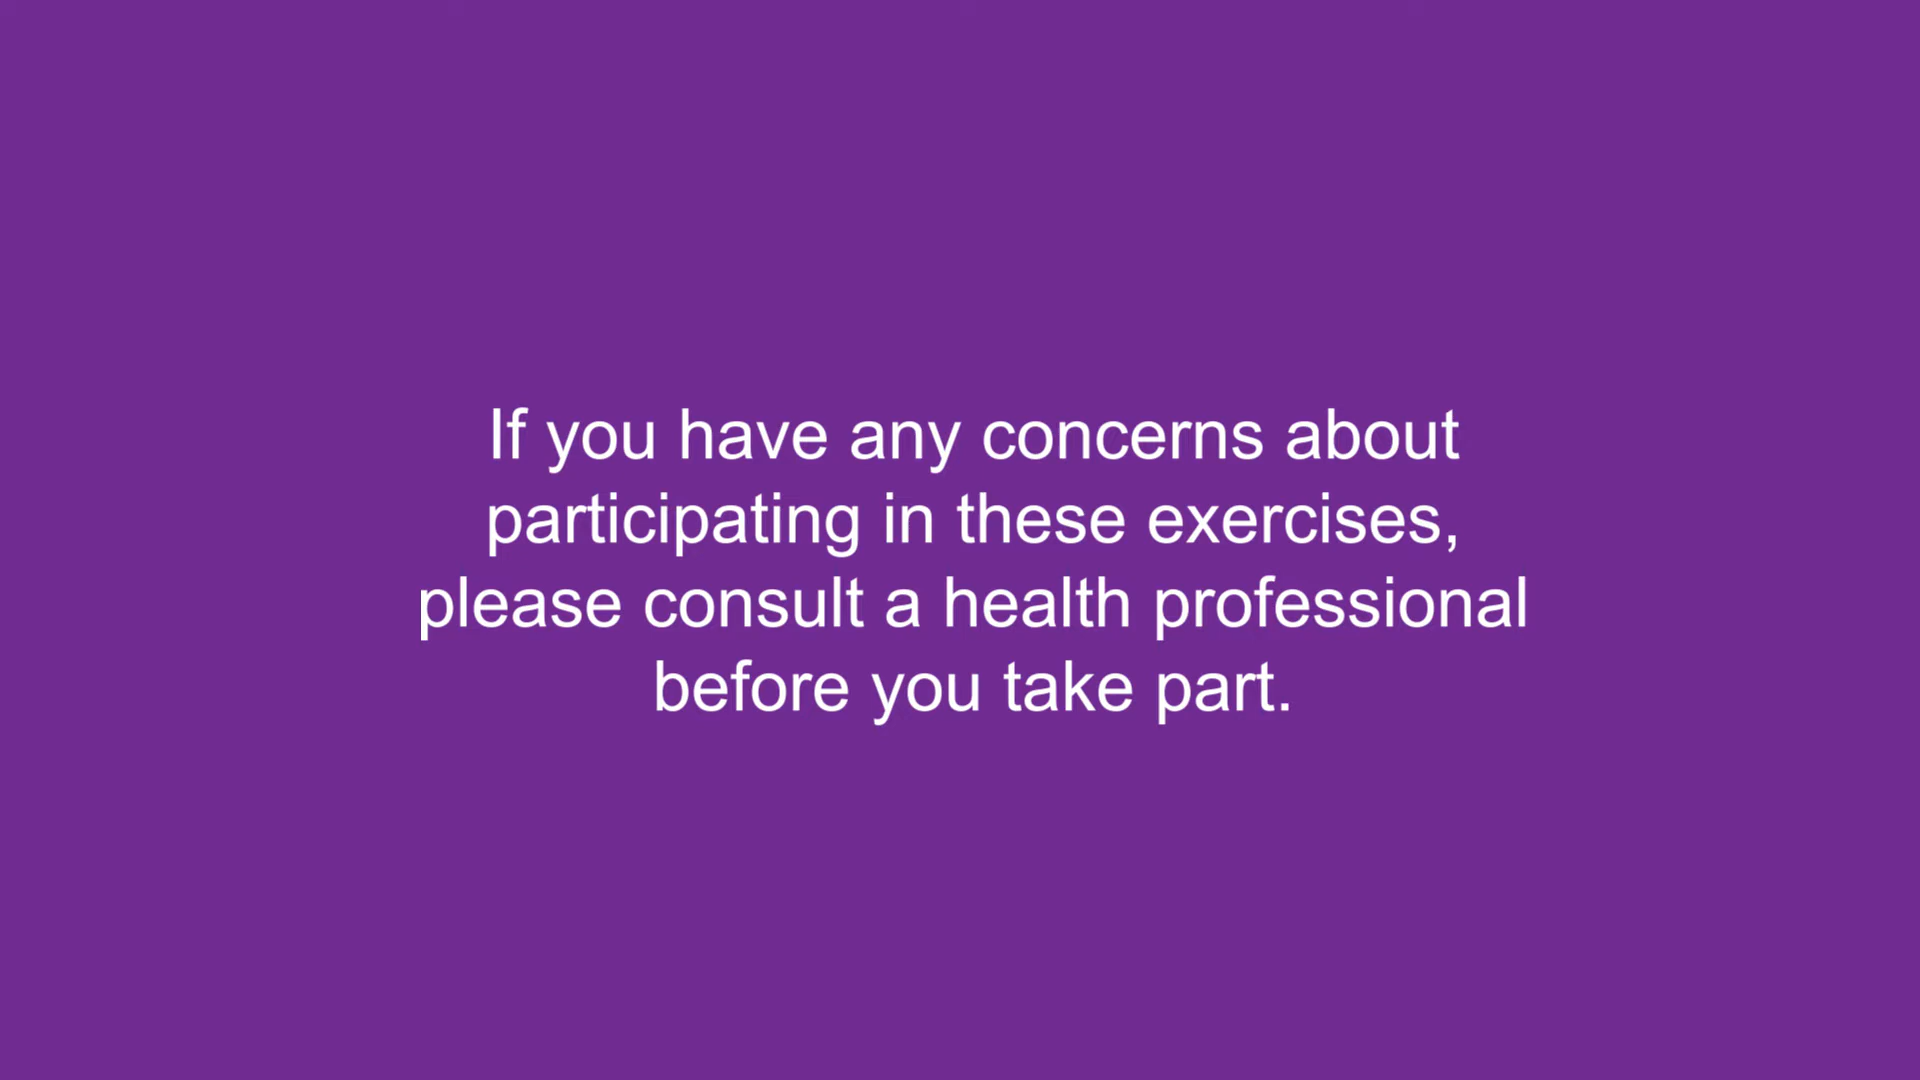 If you have any concerns about
participating in these exercises,
please consult a health professional
before you take part.